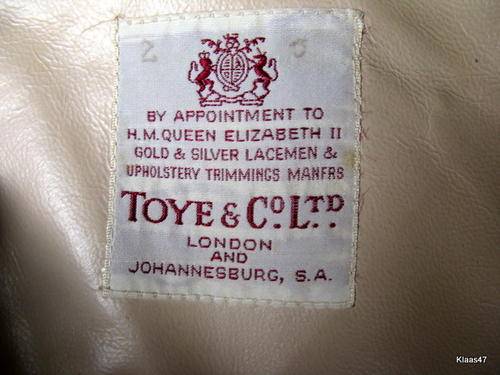 2 5
BY APPOINTMENT TO
H.M. QUEEN ELIZABETH II
GOLD & SILVER LACEMEN &
UPHOLSTERY TRIMMINGS MANFRS
TOYE & CO. LTD.
LONDON
AND
JOHANNESBURG, S.A.
Klaas47